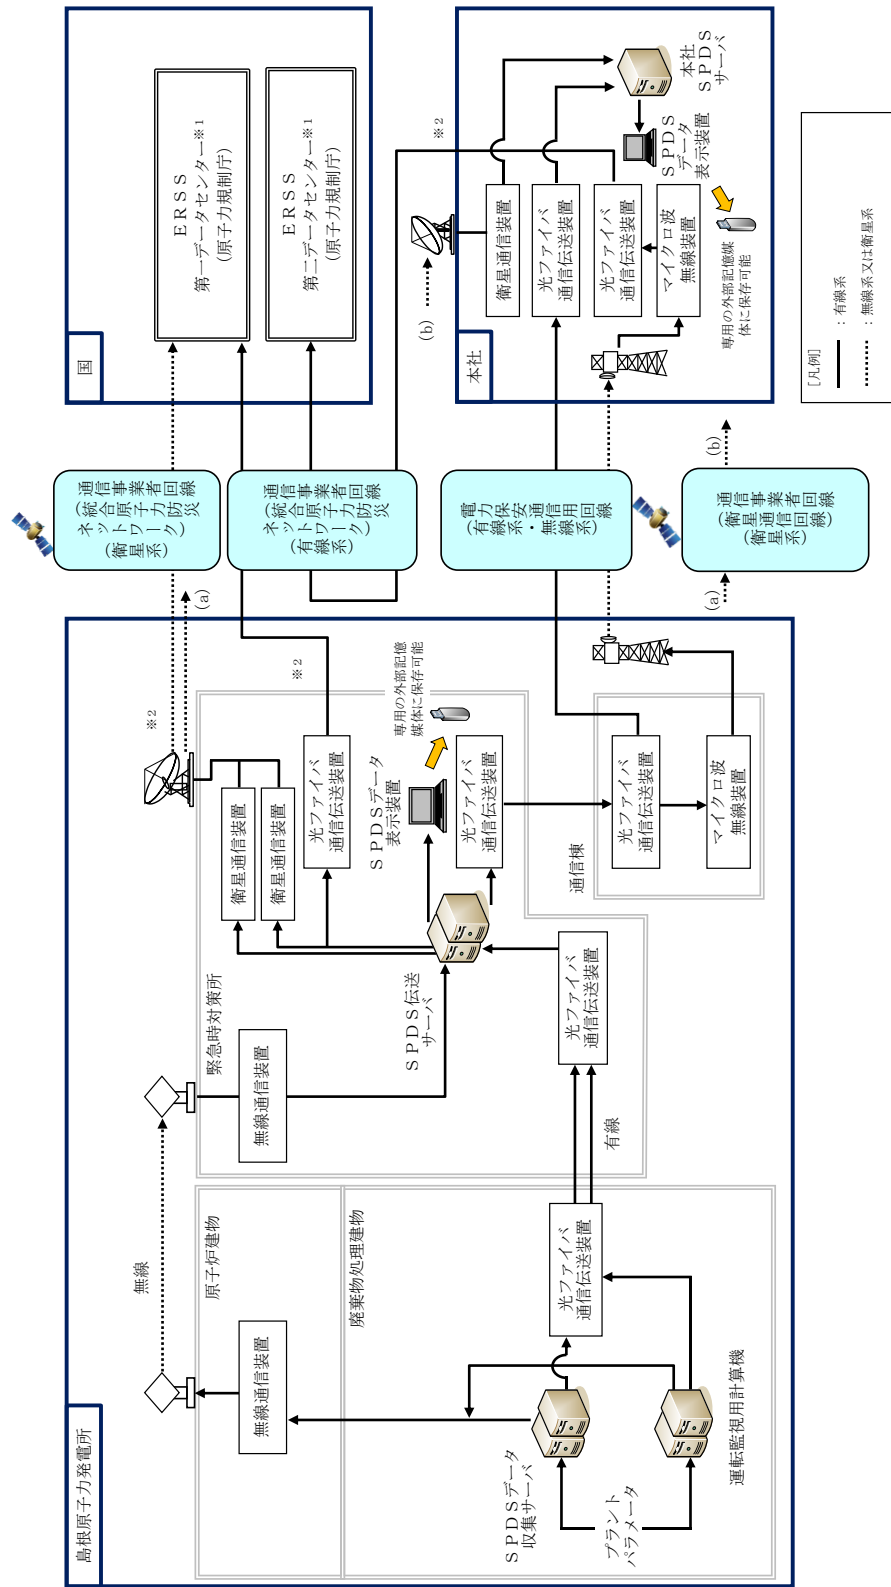 島根原子力発電所
原子炉建物
無線
無線通信装置
廃棄物処理建物
SPDSデータ
収集サーバ
プラント
パラメータ
運転監視用計算機
光ファイバ
通信伝送装置
有線
緊急時対策所
無線通信装置
SPDS伝送
サーバ
光ファイバ
通信伝送装置
衛星通信装置
衛星通信装置
光ファイバ
通信伝送装置
SPDSデータ
表示装置
専用の外部記憶
媒体に保存可能
光ファイバ
通信伝送装置
通信棟
光ファイバ
通信伝送装置
マイクロ波
無線装置
※2
※2
(a)
通信事業者回線
(統合原子力防災
ネットワーク)
(衛星系)
通信事業者回線
(統合原子力防災
ネットワーク)
(有線系)
電力保安通信用回線
(有線系・無線系)
(a)
通信事業者回線
(衛星通信回線)
(衛星系)
(b)
国
ERSS
第一データセンター※1
(原子力規制庁)
ERSS
第二データセンター※1
(原子力規制庁)
※2
本社
(b)
衛星通信装置
光ファイバ
通信伝送装置
光ファイバ
通信伝送装置
マイクロ波
無線装置
本社
SPDS
サーバ
SPDS
データ
表示装置
専用の外部記憶媒
体に保存可能
[凡例]
:有線系
:無線系又は衛星系